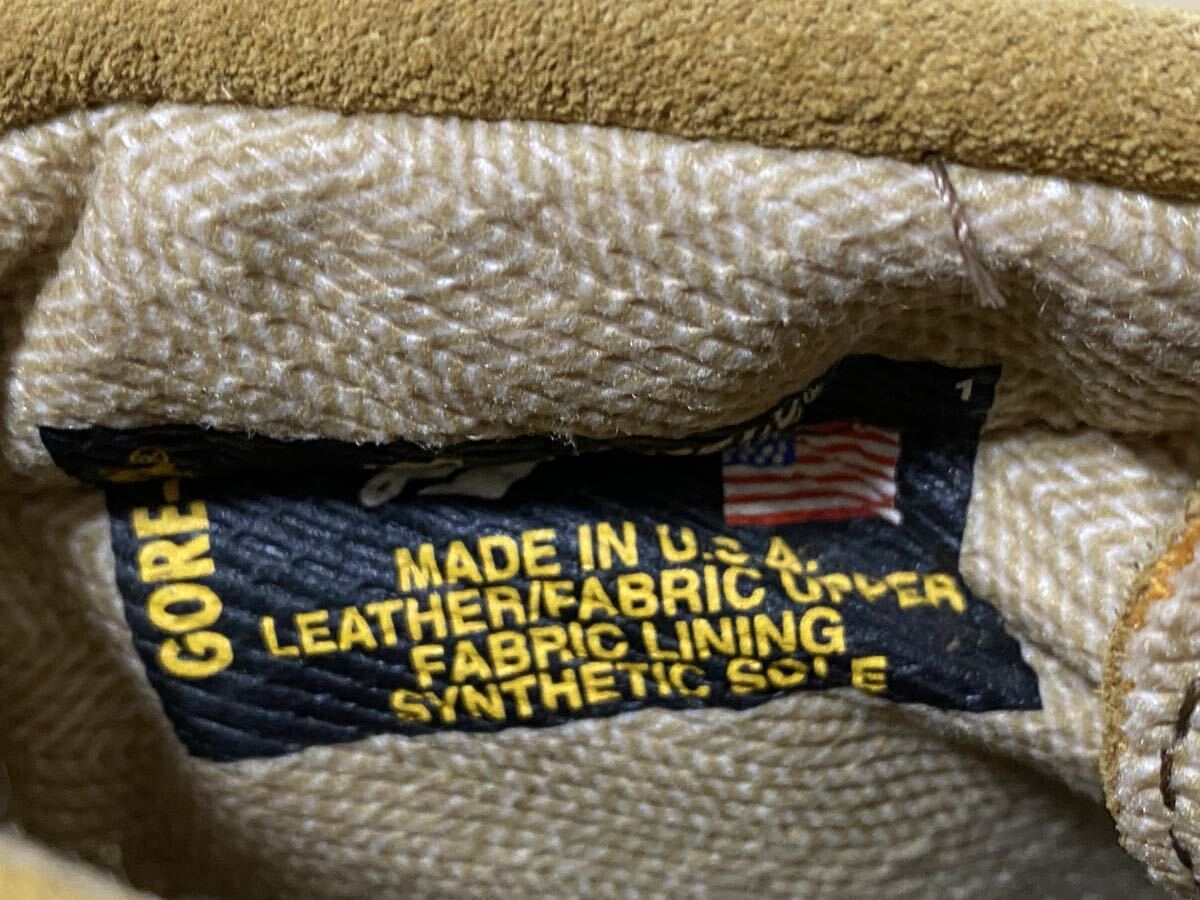 GORE-
MADE IN U.S.A.
LEATHER/FABRIC UPPER
FABRIC LINING
SYNTHETIC SOLE